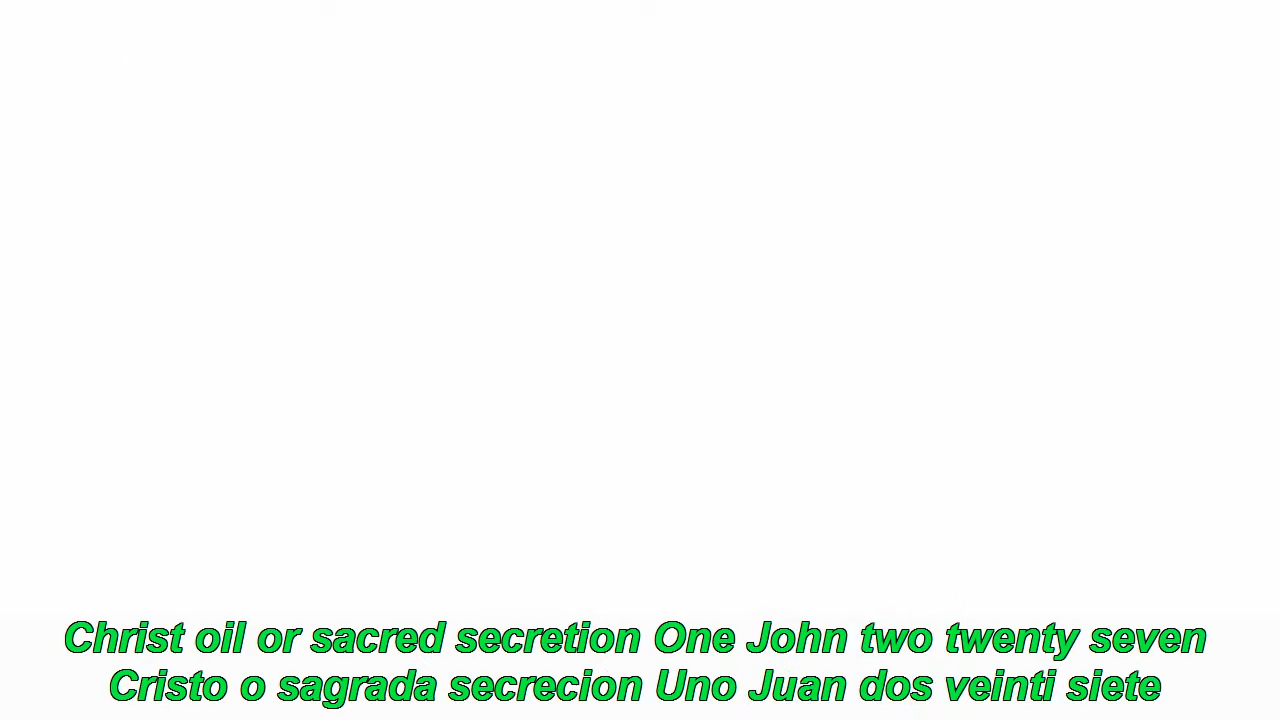 Christ oil or sacred secretion One John two twenty seven
Cristo o sagrada secrecion Uno Juan dos veinti siete